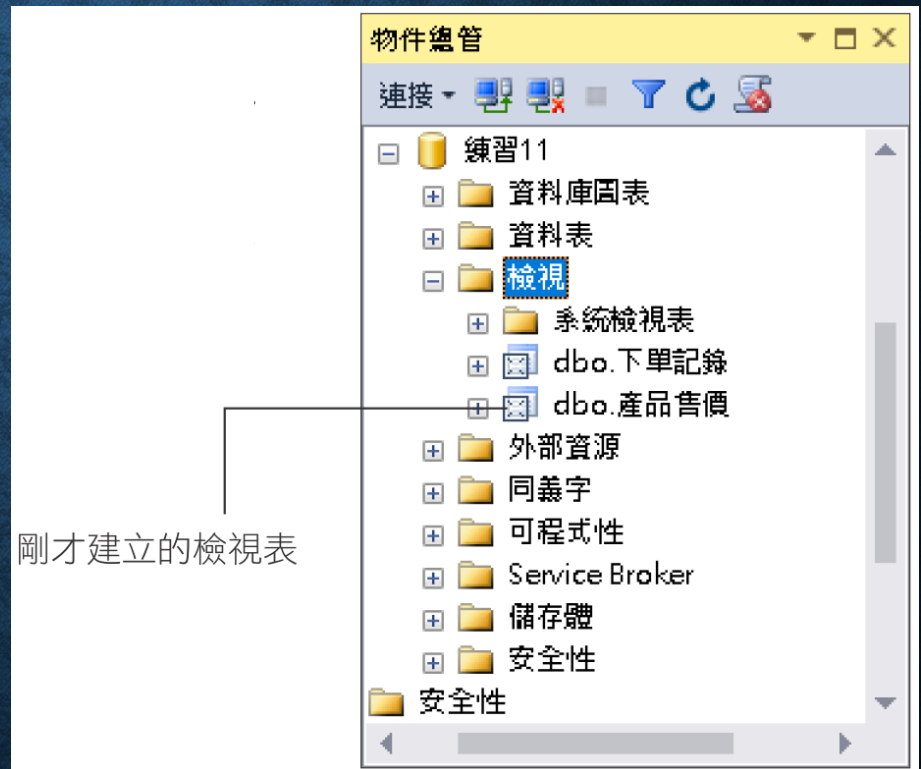 物件總管
連接
練習11
資料庫圖表
資料表
檢視
系統檢視表
dbo.下單記錄
dbo.產品售價
外部資源
同義字
可程式性
Service Broker
儲存體
安全性
安全性
剛才建立的檢視表